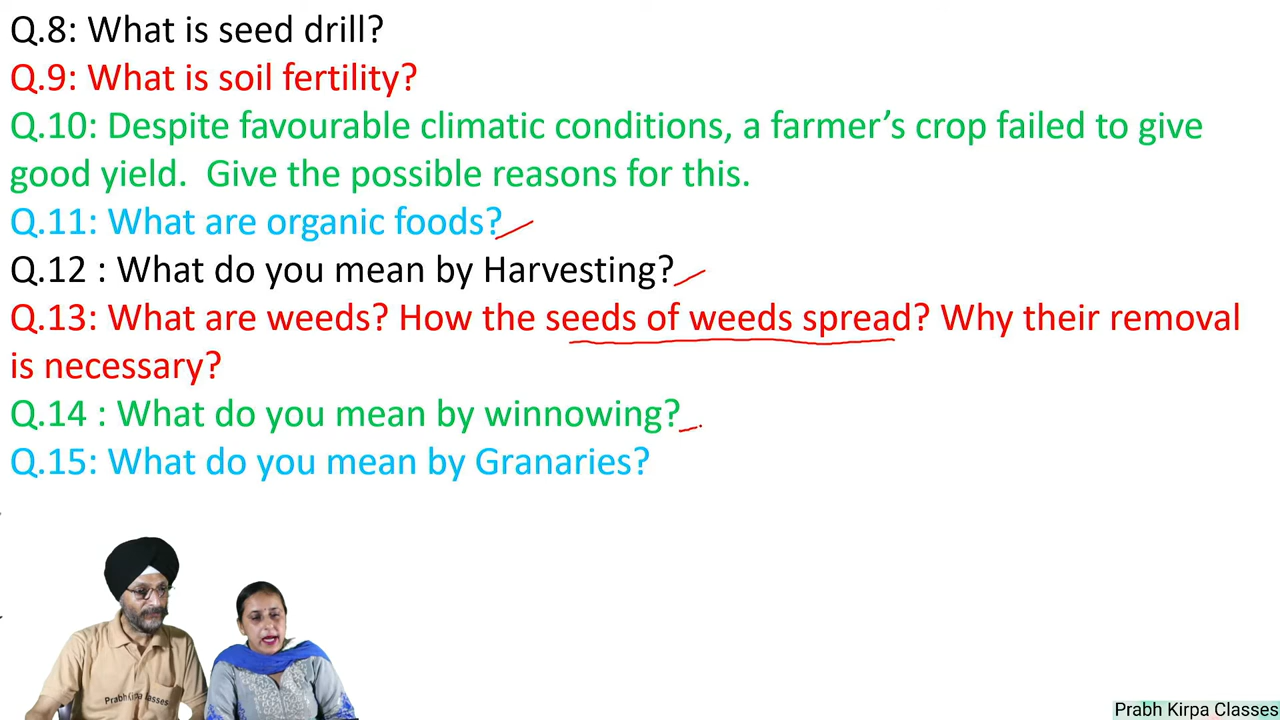 Q.8: What is seed drill?
Q.9: What is soil fertility?
Q.10: Despite favourable climatic conditions, a farmer’s crop failed to give
good yield.  Give the possible reasons for this.
Q.11: What are organic foods?
Q.12 : What do you mean by Harvesting?
Q.13: What are weeds? How the seeds of weeds spread? Why their removal
is necessary?
Q.14 : What do you mean by winnowing?
Q.15: What do you mean by Granaries?
Prabh Kirpa Classes
Prabh Kirpa Classes